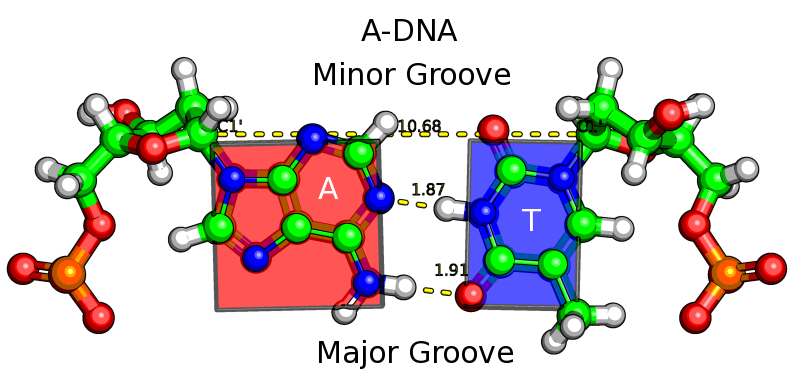 A-DNA
Minor Groove
C1' 10.68 C1'
A 1.87 T
1.91
Major Groove